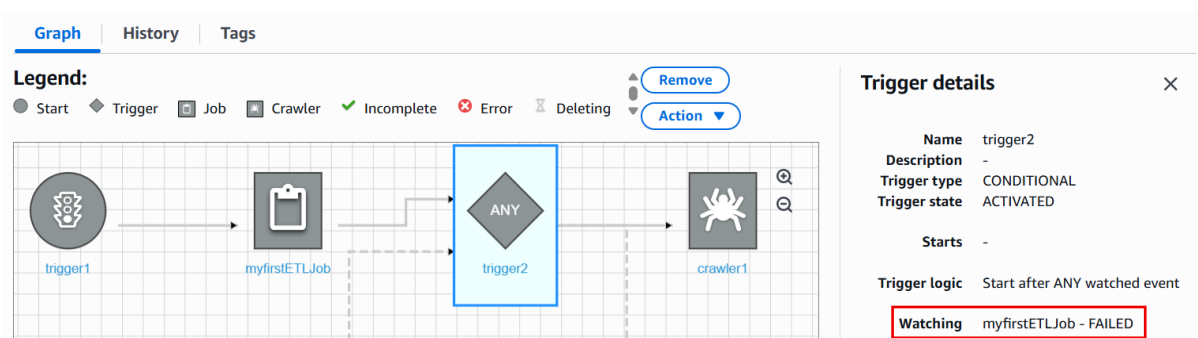 Graph History Tags
Legend:
Start Trigger Job Crawler Incomplete Error Deleting
Remove
Action
ANY
trigger1 myfirstETLJob trigger2 crawler1
Trigger details
Name trigger2
Description -
Trigger type CONDITIONAL
Trigger state ACTIVATED
Starts -
Trigger logic Start after ANY watched event
Watching myfirstETLJob - FAILED